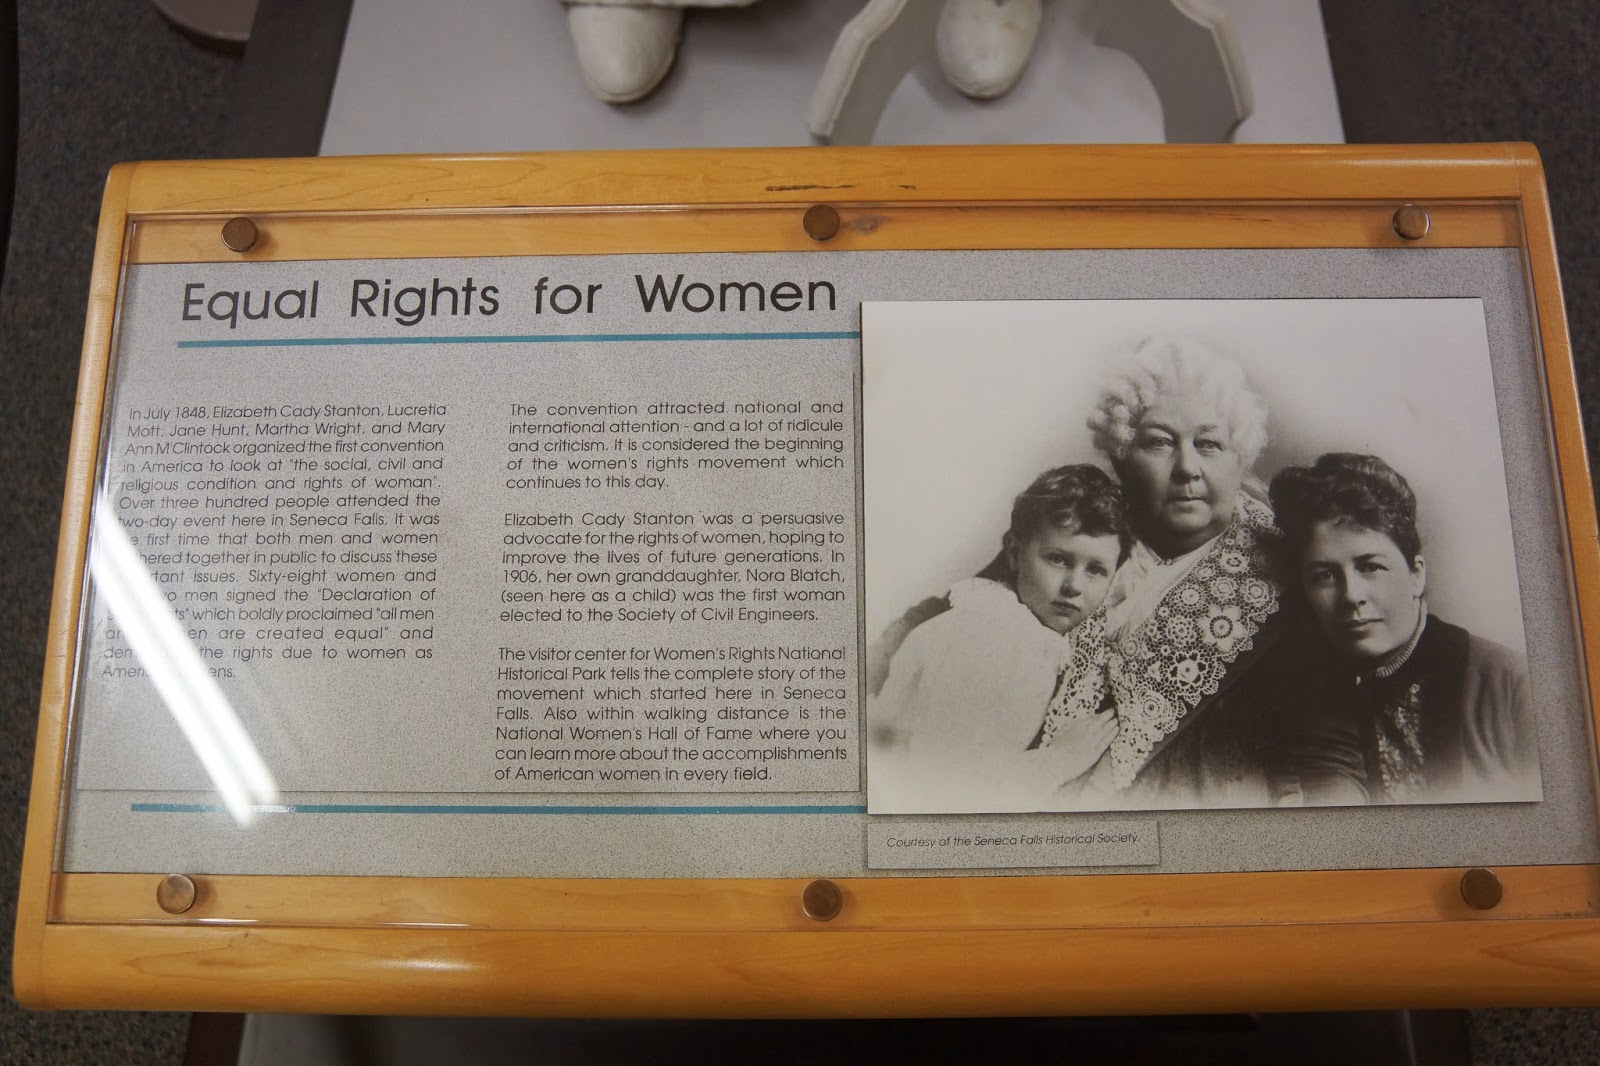 Equal Rights for Women
In July 1848, Elizabeth Cady Stanton, Lucretia
Mott, Jane Hunt, Martha Wright, and Mary
Ann M'Clintock organized the first convention
in America to look at "the social, civil and
religious condition and rights of woman".
Over three hundred people attended the
two-day event here in Seneca Falls. It was
first time that both men and women
together in public to discuss these
issues. Sixty-eight women and
men signed the "Declaration of
which boldly proclaimed "all men
are created equal" and
the rights due to women as
The convention attracted national and
international attention - and a lot of ridicule
and criticism. It is considered the beginning
of the women's rights movement which
continues to this day.
Elizabeth Cady Stanton was a persuasive
advocate for the rights of women, hoping to
improve the lives of future generations. In
1906, her own granddaughter, Nora Blatch,
(seen here as a child) was the first woman
elected to the Society of Civil Engineers.
The visitor center for Women's Rights National
Historical Park tells the complete story of the
movement which started here in Seneca
Falls. Also within walking distance is the
National Women's Hall of Fame where you
can learn more about the accomplishments
of American women in every field.
Courtesy of the Seneca Falls Historical Society.